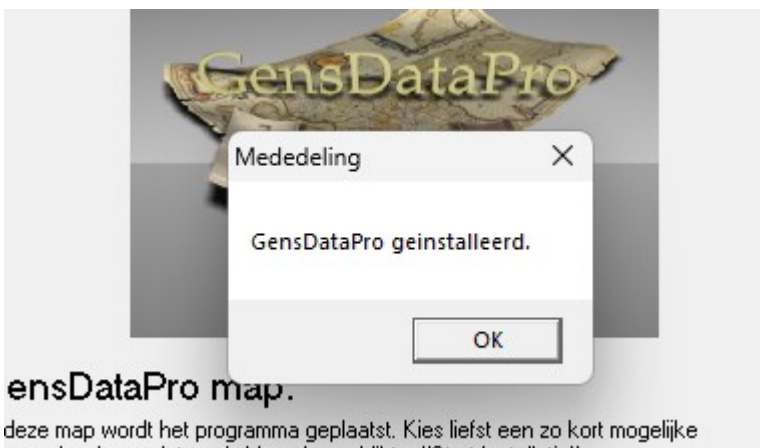 GensDataPro
Mededeling
GensDataPro geinstalleerd.
OK
ensDataPro map.
deze map wordt het programma geplaatst. Kies liefst een zo kort mogelijke